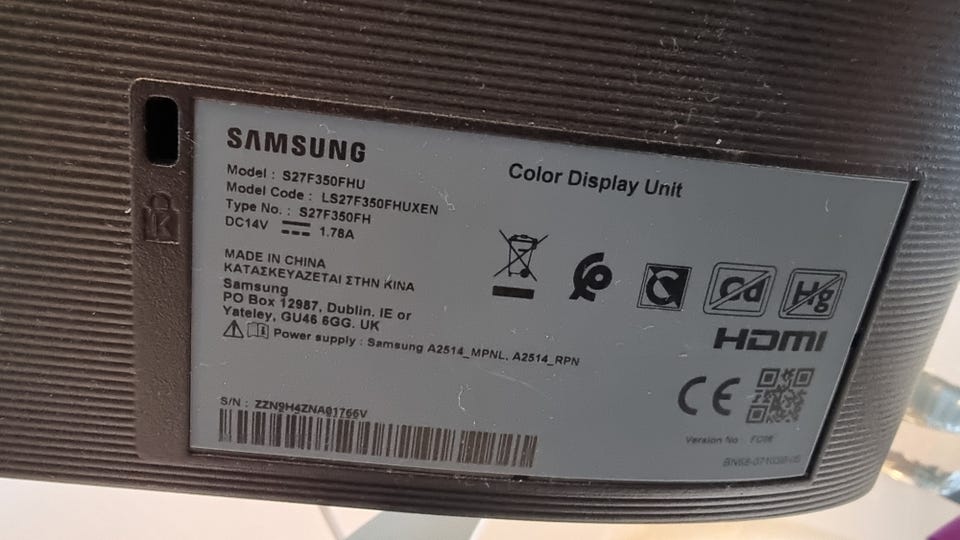 SAMSUNG
Color Display Unit
Model : S27F350FHU
Model Code : LS27F350FHUXEN
Type No. : S27F350FH
DC14V 1.78A
MADE IN CHINA
ΚΑΤΑΣΚΕΥΑΖΕΤΑΙ ΣΤΗΝ ΚΙΝΑ
Samsung
PO Box 12987, Dublin. IE or
Yateley, GU46 6GG. UK
Power supply : Samsung A2514_MPNL, A2514_RPN
Cd
Hg
HDMI
CE
S/N : ZZN9H4ZNA01766V
Version No